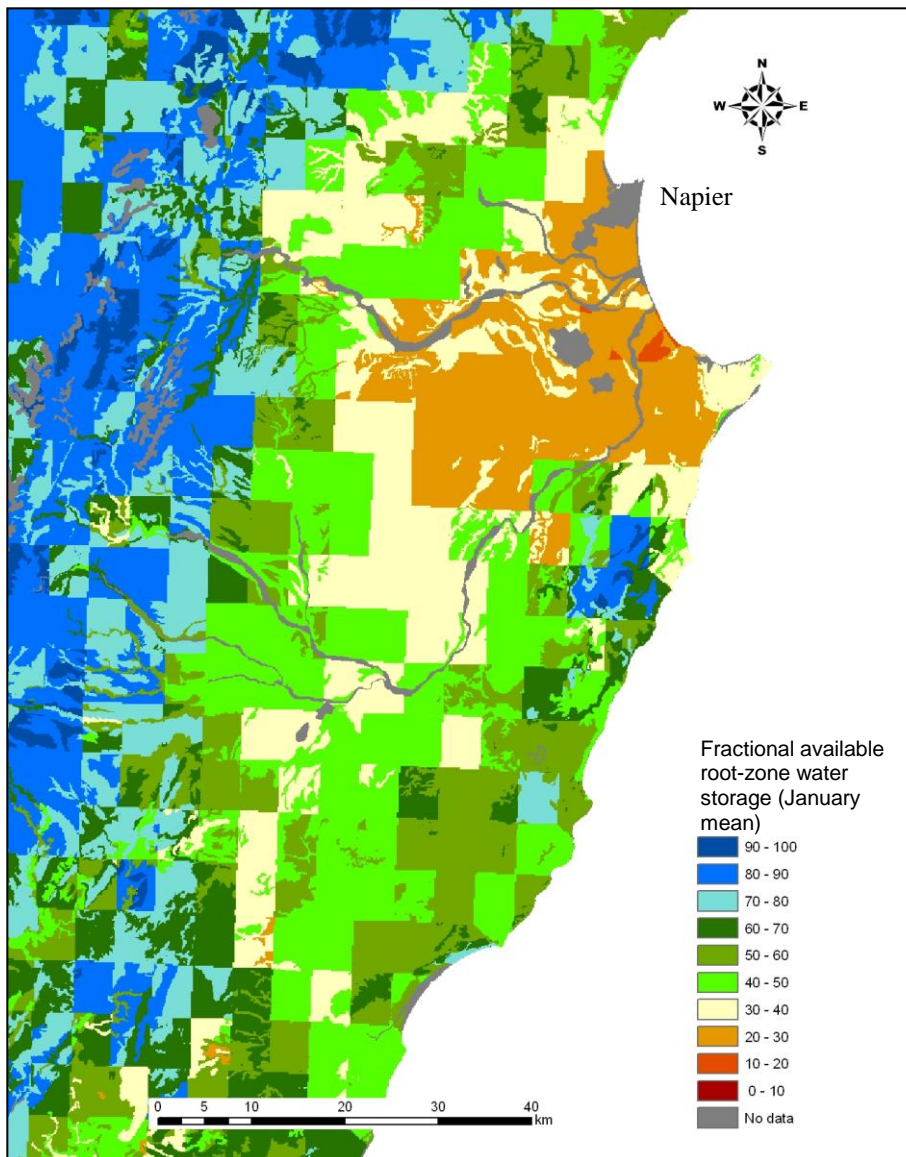 N
W E
S
Napier
Fractional available
root-zone water
storage (January
mean)
90 - 100
80 - 90
70 - 80
60 - 70
50 - 60
40 - 50
30 - 40
20 - 30
10 - 20
0 - 10
No data
0 5 10 20 30 40
km